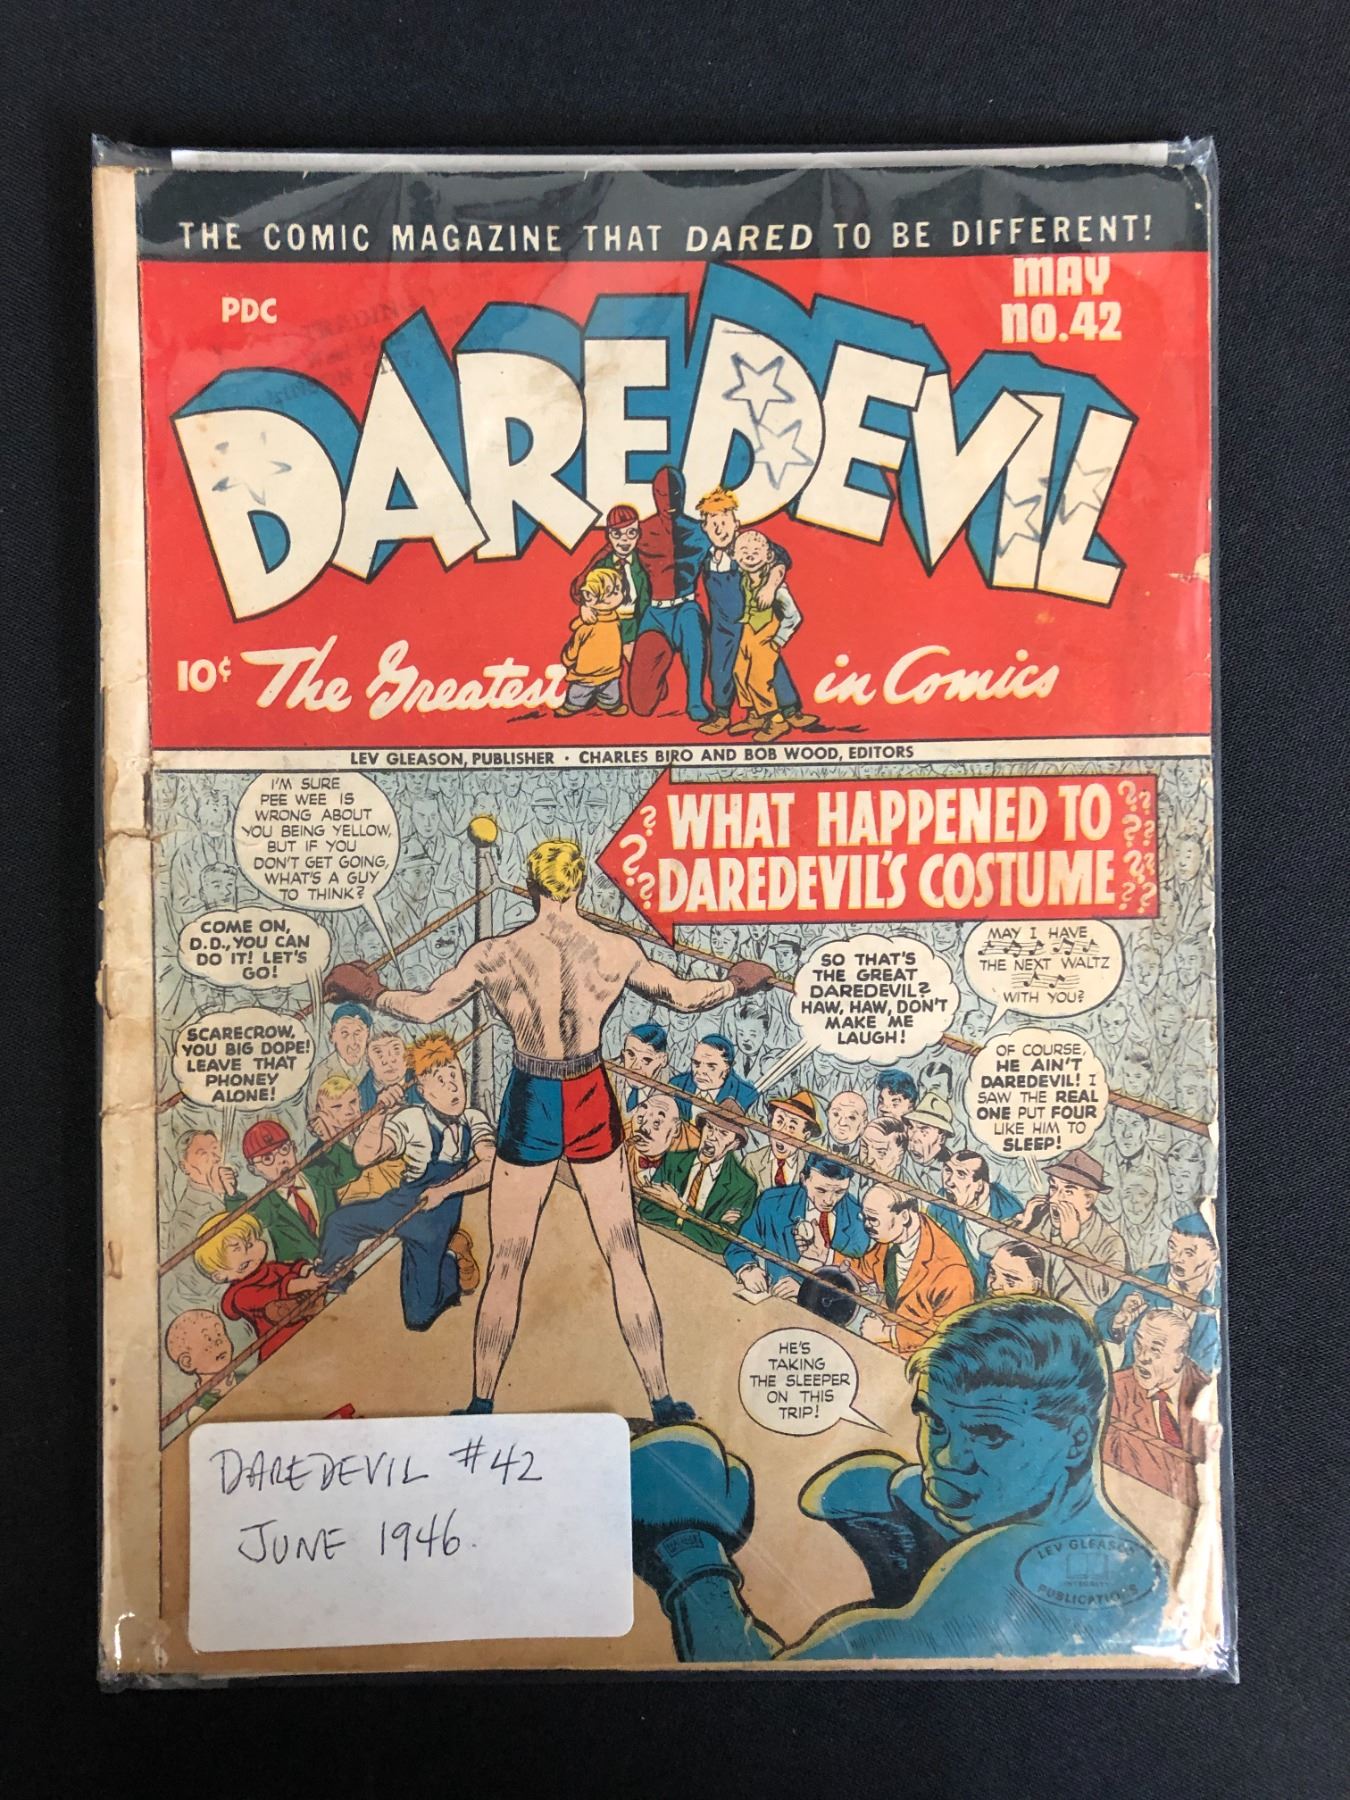 THE COMIC MAGAZINE THAT DARED TO BE DIFFERENT!
MAY
NO.42
PDC
DAREDEVIL
10¢ The Greatest in Comics
LEV GLEASON, PUBLISHER · CHARLES BIRO AND BOB WOOD, EDITORS
I'M SURE
PEE WEE IS
WRONG ABOUT
YOU BEING YELLOW,
BUT IF YOU
DON'T GET GOING,
WHAT'S A GUY
TO THINK?
? WHAT HAPPENED TO ??
?? DAREDEVIL'S COSTUME ??
COME ON,
D.D., YOU CAN
DO IT! LET'S
GO!
SO THAT'S
THE GREAT
DAREDEVIL?
HAW, HAW, DON'T
MAKE ME
LAUGH!
MAY I HAVE
THE NEXT WALTZ
WITH YOU?
SCARECROW,
YOU BIG DOPE!
LEAVE THAT
PHONEY
ALONE!
OF COURSE,
HE AIN'T
DAREDEVIL! I
SAW THE REAL
ONE PUT FOUR
LIKE HIM TO
SLEEP!
HE'S
TAKING
THE SLEEPER
ON THIS
TRIP!
DAREDEVIL #42
JUNE 1946.
LEV GLEASON
INTEGRITY
PUBLICATIONS